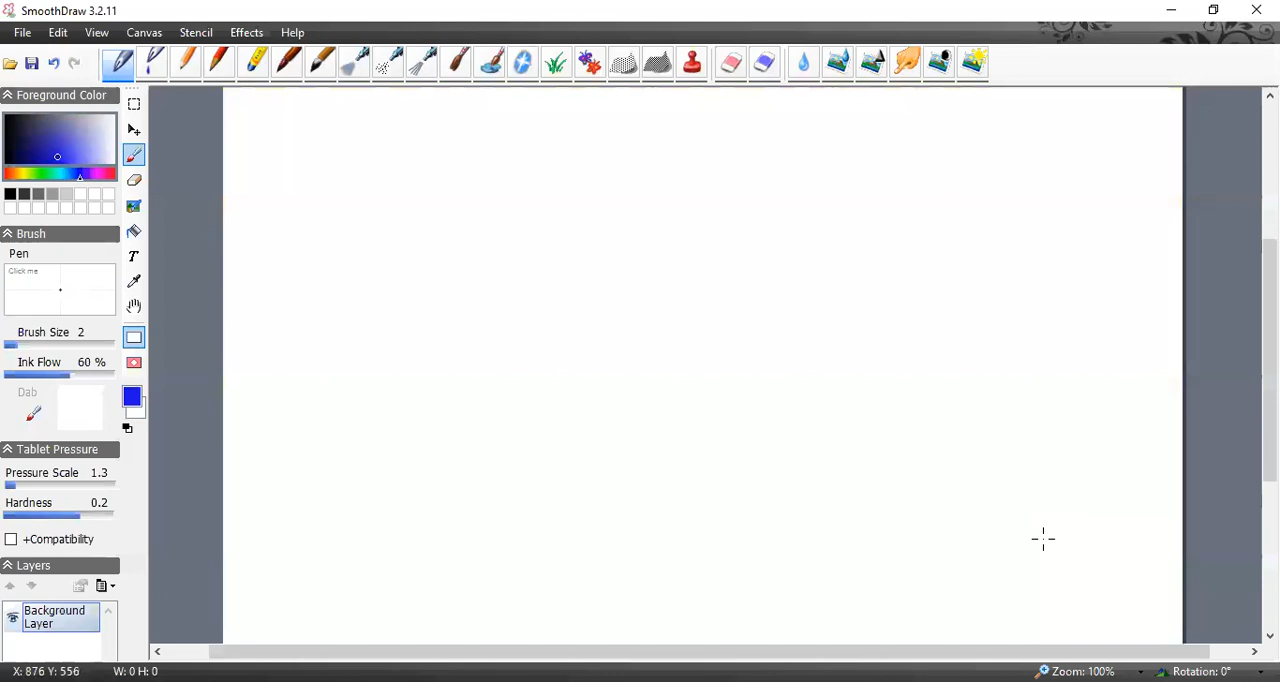 SmoothDraw 3.2.11
File Edit View Canvas Stencil Effects Help
Foreground Color
Brush
Pen
Click me
Brush Size 2
Ink Flow 60 %
Dab
T
Tablet Pressure
Pressure Scale 1.3
Hardness 0.2
+Compatibility
Layers
Background
Layer
X: 876 Y: 556 W: 0 H: 0 Zoom: 100% Rotation: 0°